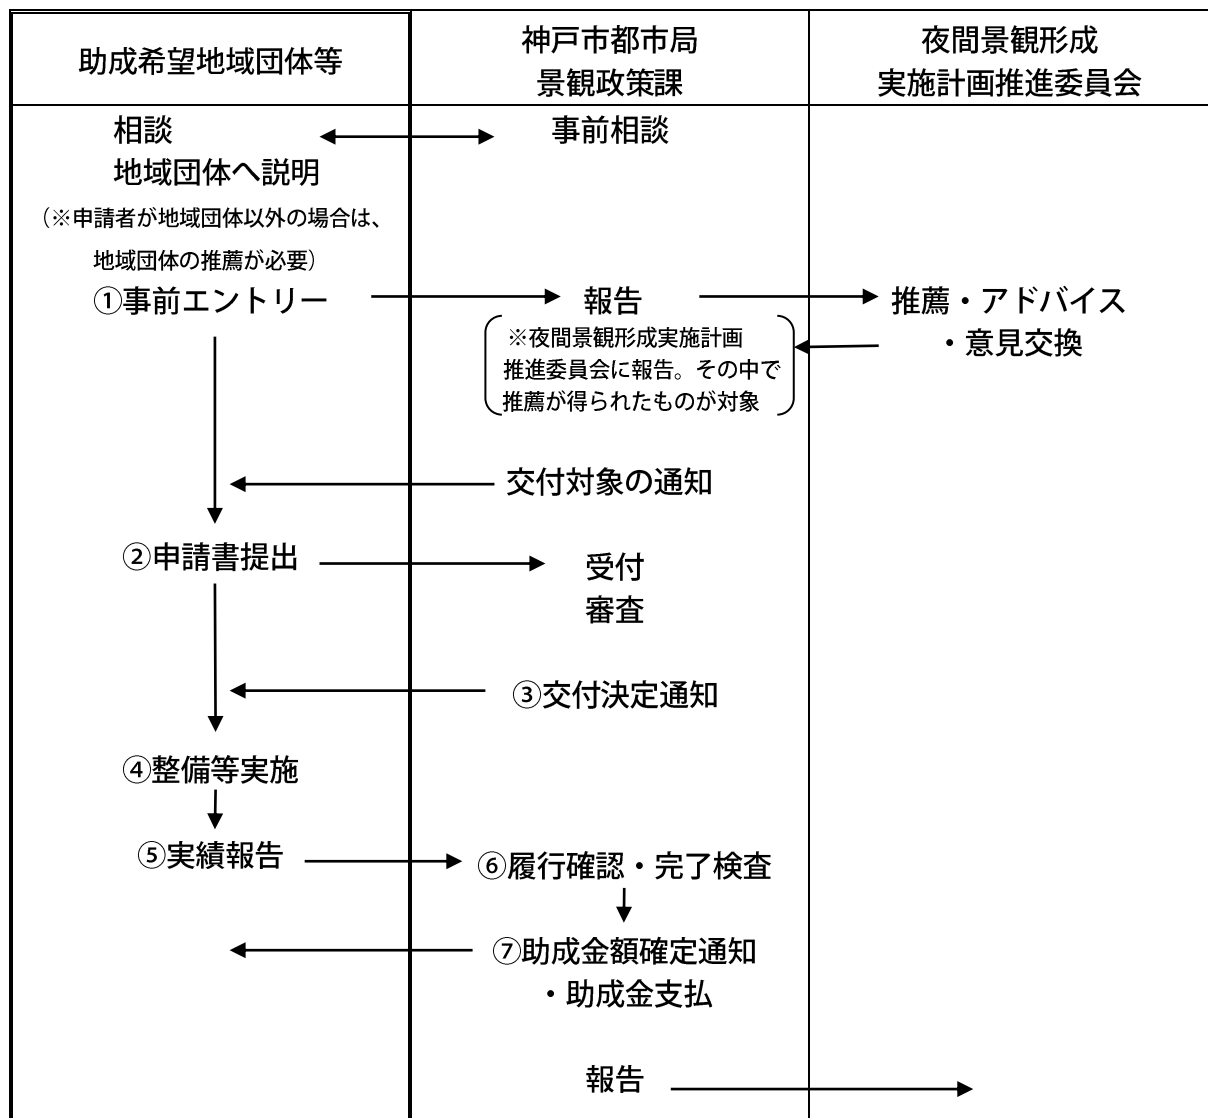 助成希望地域団体等
神戸市都市局
景観政策課
夜間景観形成
実施計画推進委員会
相談
事前相談
地域団体へ説明
（※申請者が地域団体以外の場合は、
地域団体の推薦が必要）
①事前エントリー
報告
推薦・アドバイス
・意見交換
※夜間景観形成実施計画
推進委員会に報告。その中で
推薦が得られたものが対象
交付対象の通知
②申請書提出
受付
審査
③交付決定通知
④整備等実施
⑤実績報告
⑥履行確認・完了検査
⑦助成金額確定通知
・助成金支払
報告